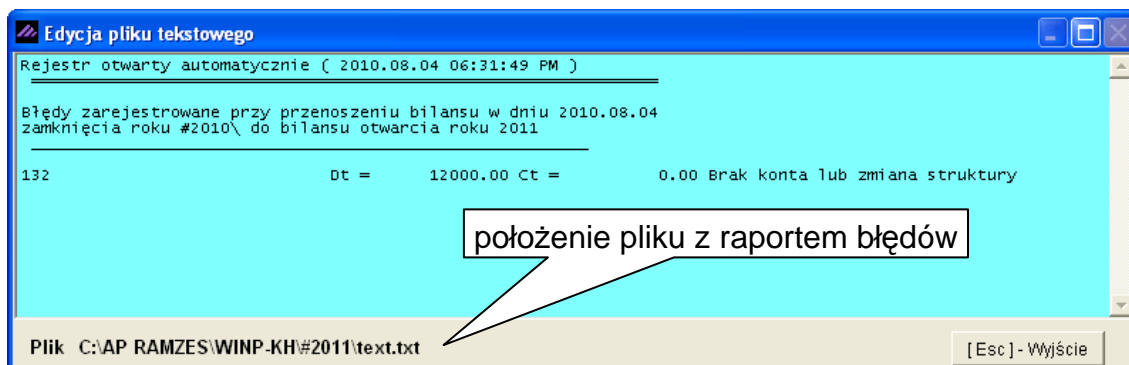 Edycja pliku tekstowego
Rejestr otwarty automatycznie ( 2010.08.04 06:31:49 PM )
Błędy zarejestrowane przy przenoszeniu bilansu w dniu 2010.08.04
zamknięcia roku #2010\ do bilansu otwarcia roku 2011
132 Dt = 12000.00 Ct = 0.00 Brak konta lub zmiana struktury
położenie pliku z raportem błędów
Plik C:\AP RAMZES\WINP-KH\#2011\text.txt [ Esc ] - Wyjście